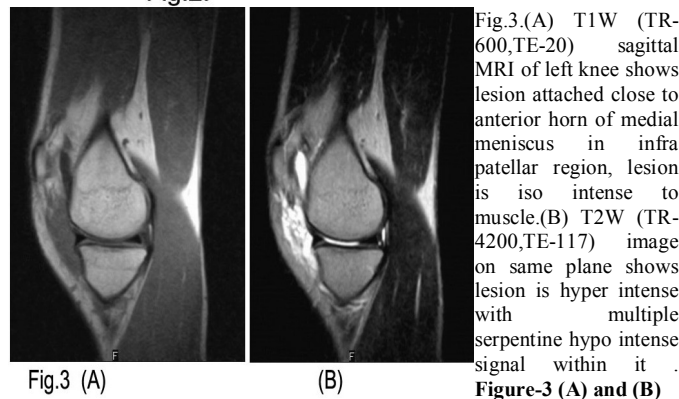 Fig.3.(A) T1W (TR-
600,TE-20) sagittal
MRI of left knee shows
lesion attached close to
anterior horn of medial
meniscus in infra
patellar region, lesion
is iso intense to
muscle.(B) T2W (TR-
4200,TE-117) image
on same plane shows
lesion is hyper intense
with multiple
serpentine hypo intense
signal within it .
Figure-3 (A) and (B)
F
F
Fig.3 (A)
(B)